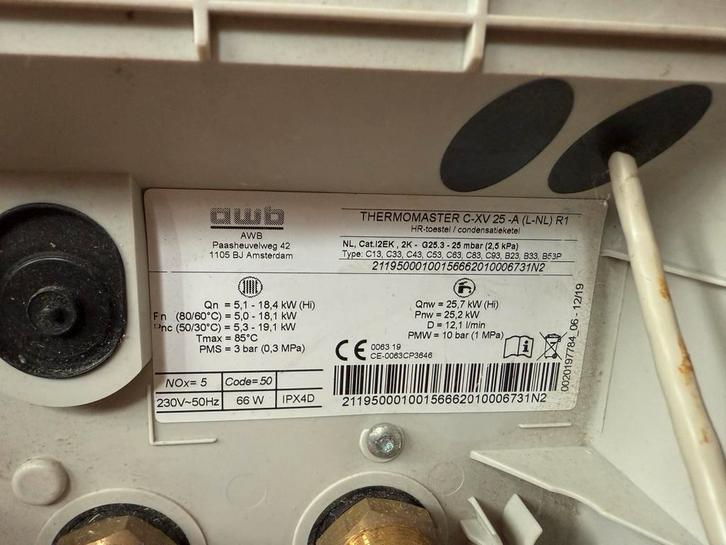 awb
AWB
Paasheuvelweg 42
1105 BJ Amsterdam
THERMOMASTER C-XV 25 -A (L-NL) R1
HR-toestel / condensatieketel
NL, Cat.I2EK , 2K - G25.3 - 25 mbar (2,5 kPa)
Type: C13, C33, C43, C53, C63, C83, C93, B23, B33, B53P
21195000100156662010006731N2
Qn = 5,1 - 18,4 kW (Hi)
Pn (80/60°C) = 5,0 - 18,1 kW
Pnc (50/30°C) = 5,3 - 19,1 kW
Tmax = 85°C
PMS = 3 bar (0,3 MPa)
Qnw = 25,7 kW (Hi)
Pnw = 25,2 kW
D = 12,1 l/min
PMW = 10 bar (1 MPa)
CE 0063 19
CE-0063CP3646
NOx= 5 Code=50
230V~50Hz 66 W IPX4D
21195000100156662010006731N2
0020197784_06 - 12/19